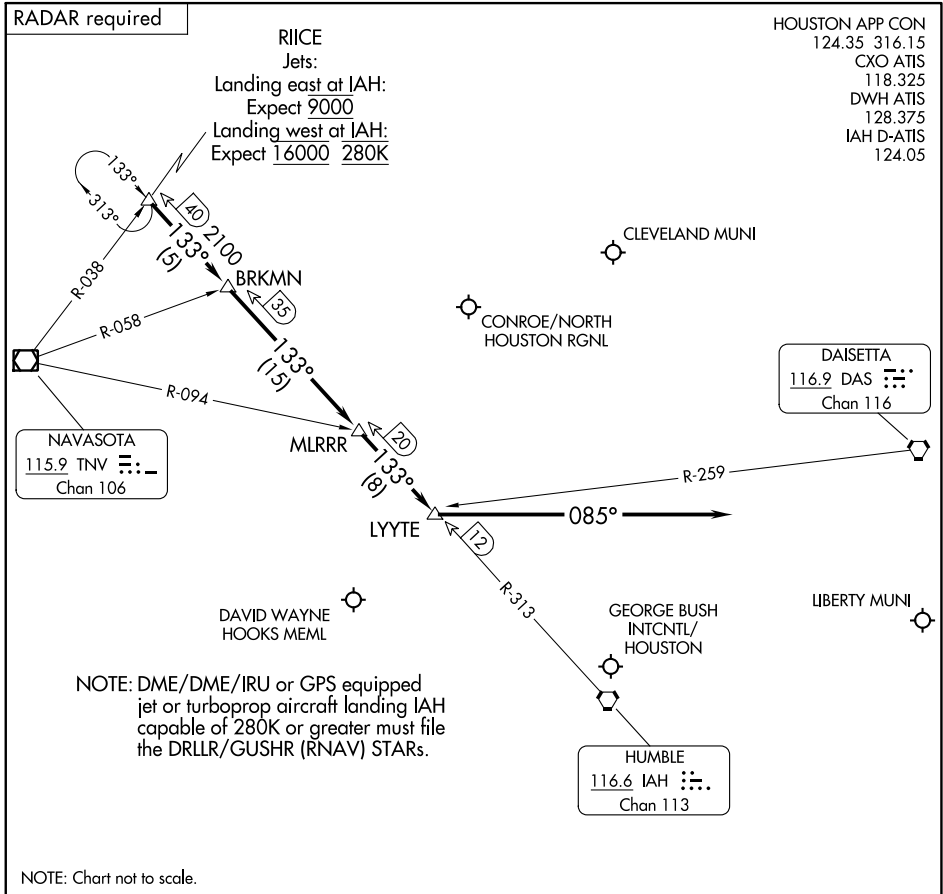 RADAR required
HOUSTON APP CON
124.35 316.15
CXO ATIS
118.325
DWH ATIS
128.375
IAH D-ATIS
124.05
RIICE
Jets:
Landing east at IAH:
Expect 9000
Landing west at IAH:
Expect 16000 280K
133°
313°
40
2100
133°
(5)
R-038
BRKMN
R-058
35
133°
(15)
R-094
CLEVELAND MUNI
CONROE/NORTH
HOUSTON RGNL
DAISETTA
116.9 DAS
Chan 116
NAVASOTA
115.9 TNV
Chan 106
MLRRR
20
133°
(8)
R-259
LYYTE
085°
12
R-313
DAVID WAYNE
HOOKS MEML
GEORGE BUSH
INTCNTL/
HOUSTON
LIBERTY MUNI
NOTE: DME/DME/IRU or GPS equipped
jet or turboprop aircraft landing IAH
capable of 280K or greater must file
the DRLLR/GUSHR (RNAV) STARs.
HUMBLE
116.6 IAH
Chan 113
NOTE: Chart not to scale.